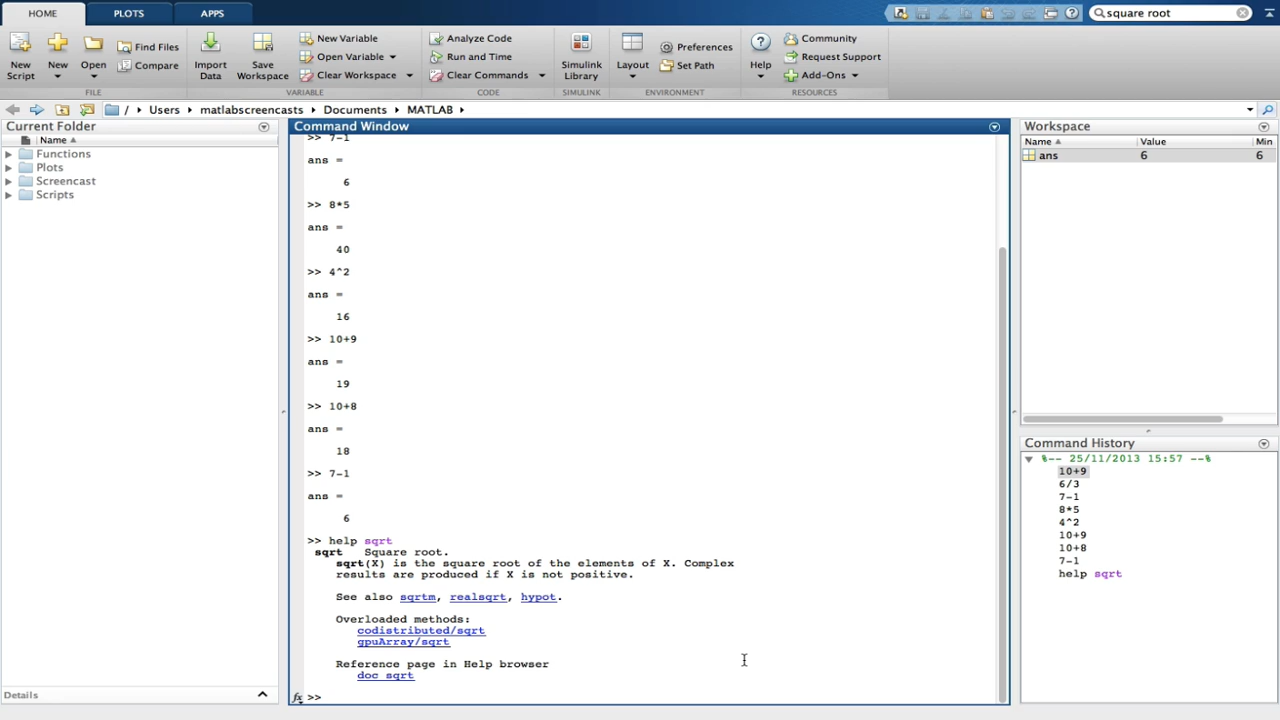 HOME PLOTS APPS square root
New Script New Open Find Files Compare Import Data Save Workspace New Variable Open Variable Clear Workspace Analyze Code Run and Time Clear Commands Simulink Library Layout Preferences Set Path Help Community Request Support Add-Ons
FILE VARIABLE CODE SIMULINK ENVIRONMENT RESOURCES
/ Users matlabscreencasts Documents MATLAB
Current Folder
Name
Functions
Plots
Screencast
Scripts
Details
Command Window
>> 7-1
ans =
6
>> 8*5
ans =
40
>> 4^2
ans =
16
>> 10+9
ans =
19
>> 10+8
ans =
18
>> 7-1
ans =
6
>> help sqrt
sqrt Square root.
sqrt(X) is the square root of the elements of X. Complex
results are produced if X is not positive.
See also sqrtm, realsqrt, hypot.
Overloaded methods:
codistributed/sqrt
gpuArray/sqrt
Reference page in Help browser
doc sqrt
fx >>
Workspace
Name Value Min
ans 6 6
Command History
%-- 25/11/2013 15:57 --%
10+9
6/3
7-1
8*5
4^2
10+9
10+8
7-1
help sqrt